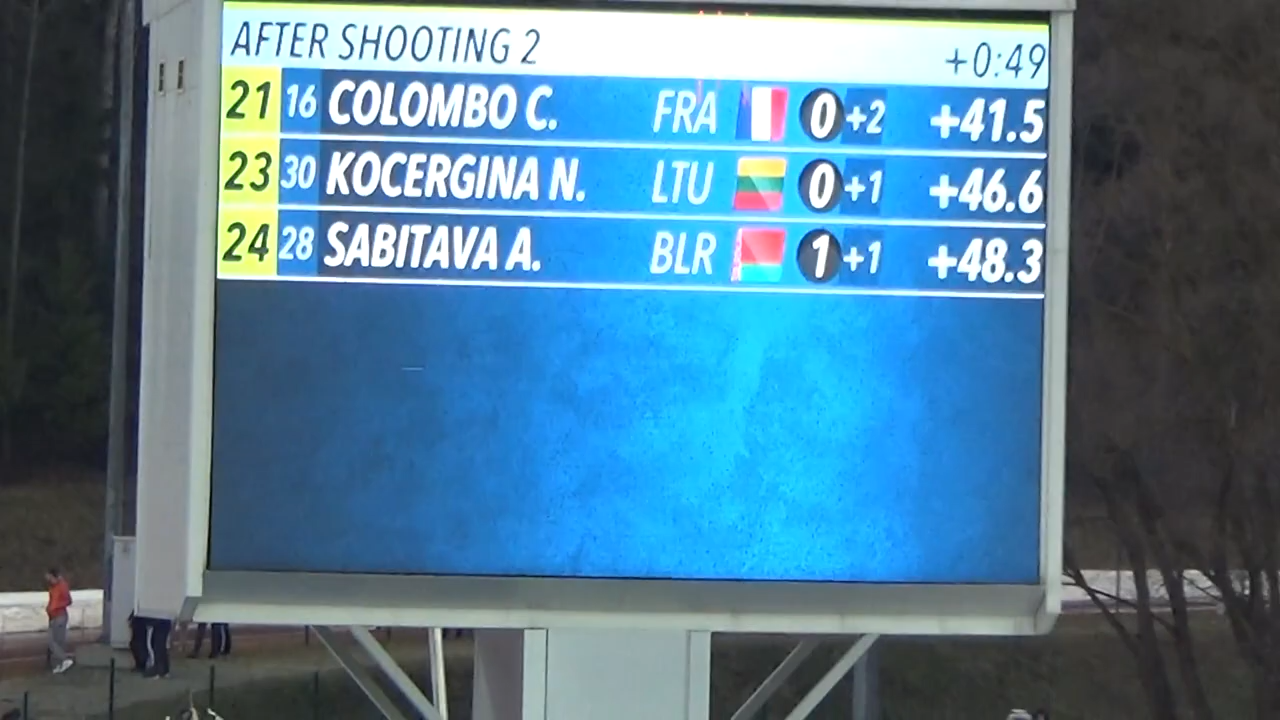 AFTER SHOOTING 2 +0:49
21 16 COLOMBO C. FRA 0 +2 +41.5
23 30 KOCERGINA N. LTU 0 +1 +46.6
24 28 SABITAVA A. BLR 1 +1 +48.3